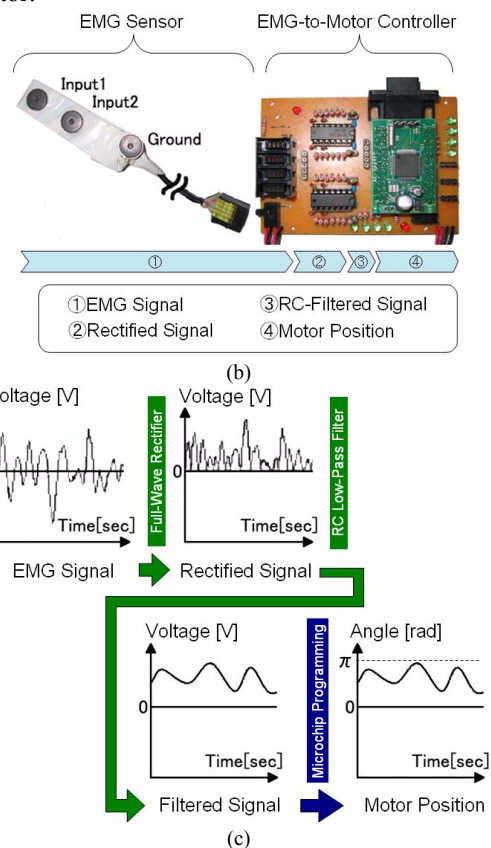 EMG Sensor EMG-to-Motor Controller
Input1
Input2
Ground
① ② ③ ④
①EMG Signal ③RC-Filtered Signal
②Rectified Signal ④Motor Position
(b)
Voltage [V]
0
Time[sec]
Full-Wave Rectifier
RC Low-Pass Filter
Time[sec]
EMG Signal Rectified Signal
Voltage [V] Angle [rad]
π
0 0
Microchip Programming
Time[sec] Time[sec]
Filtered Signal Motor Position
(c)